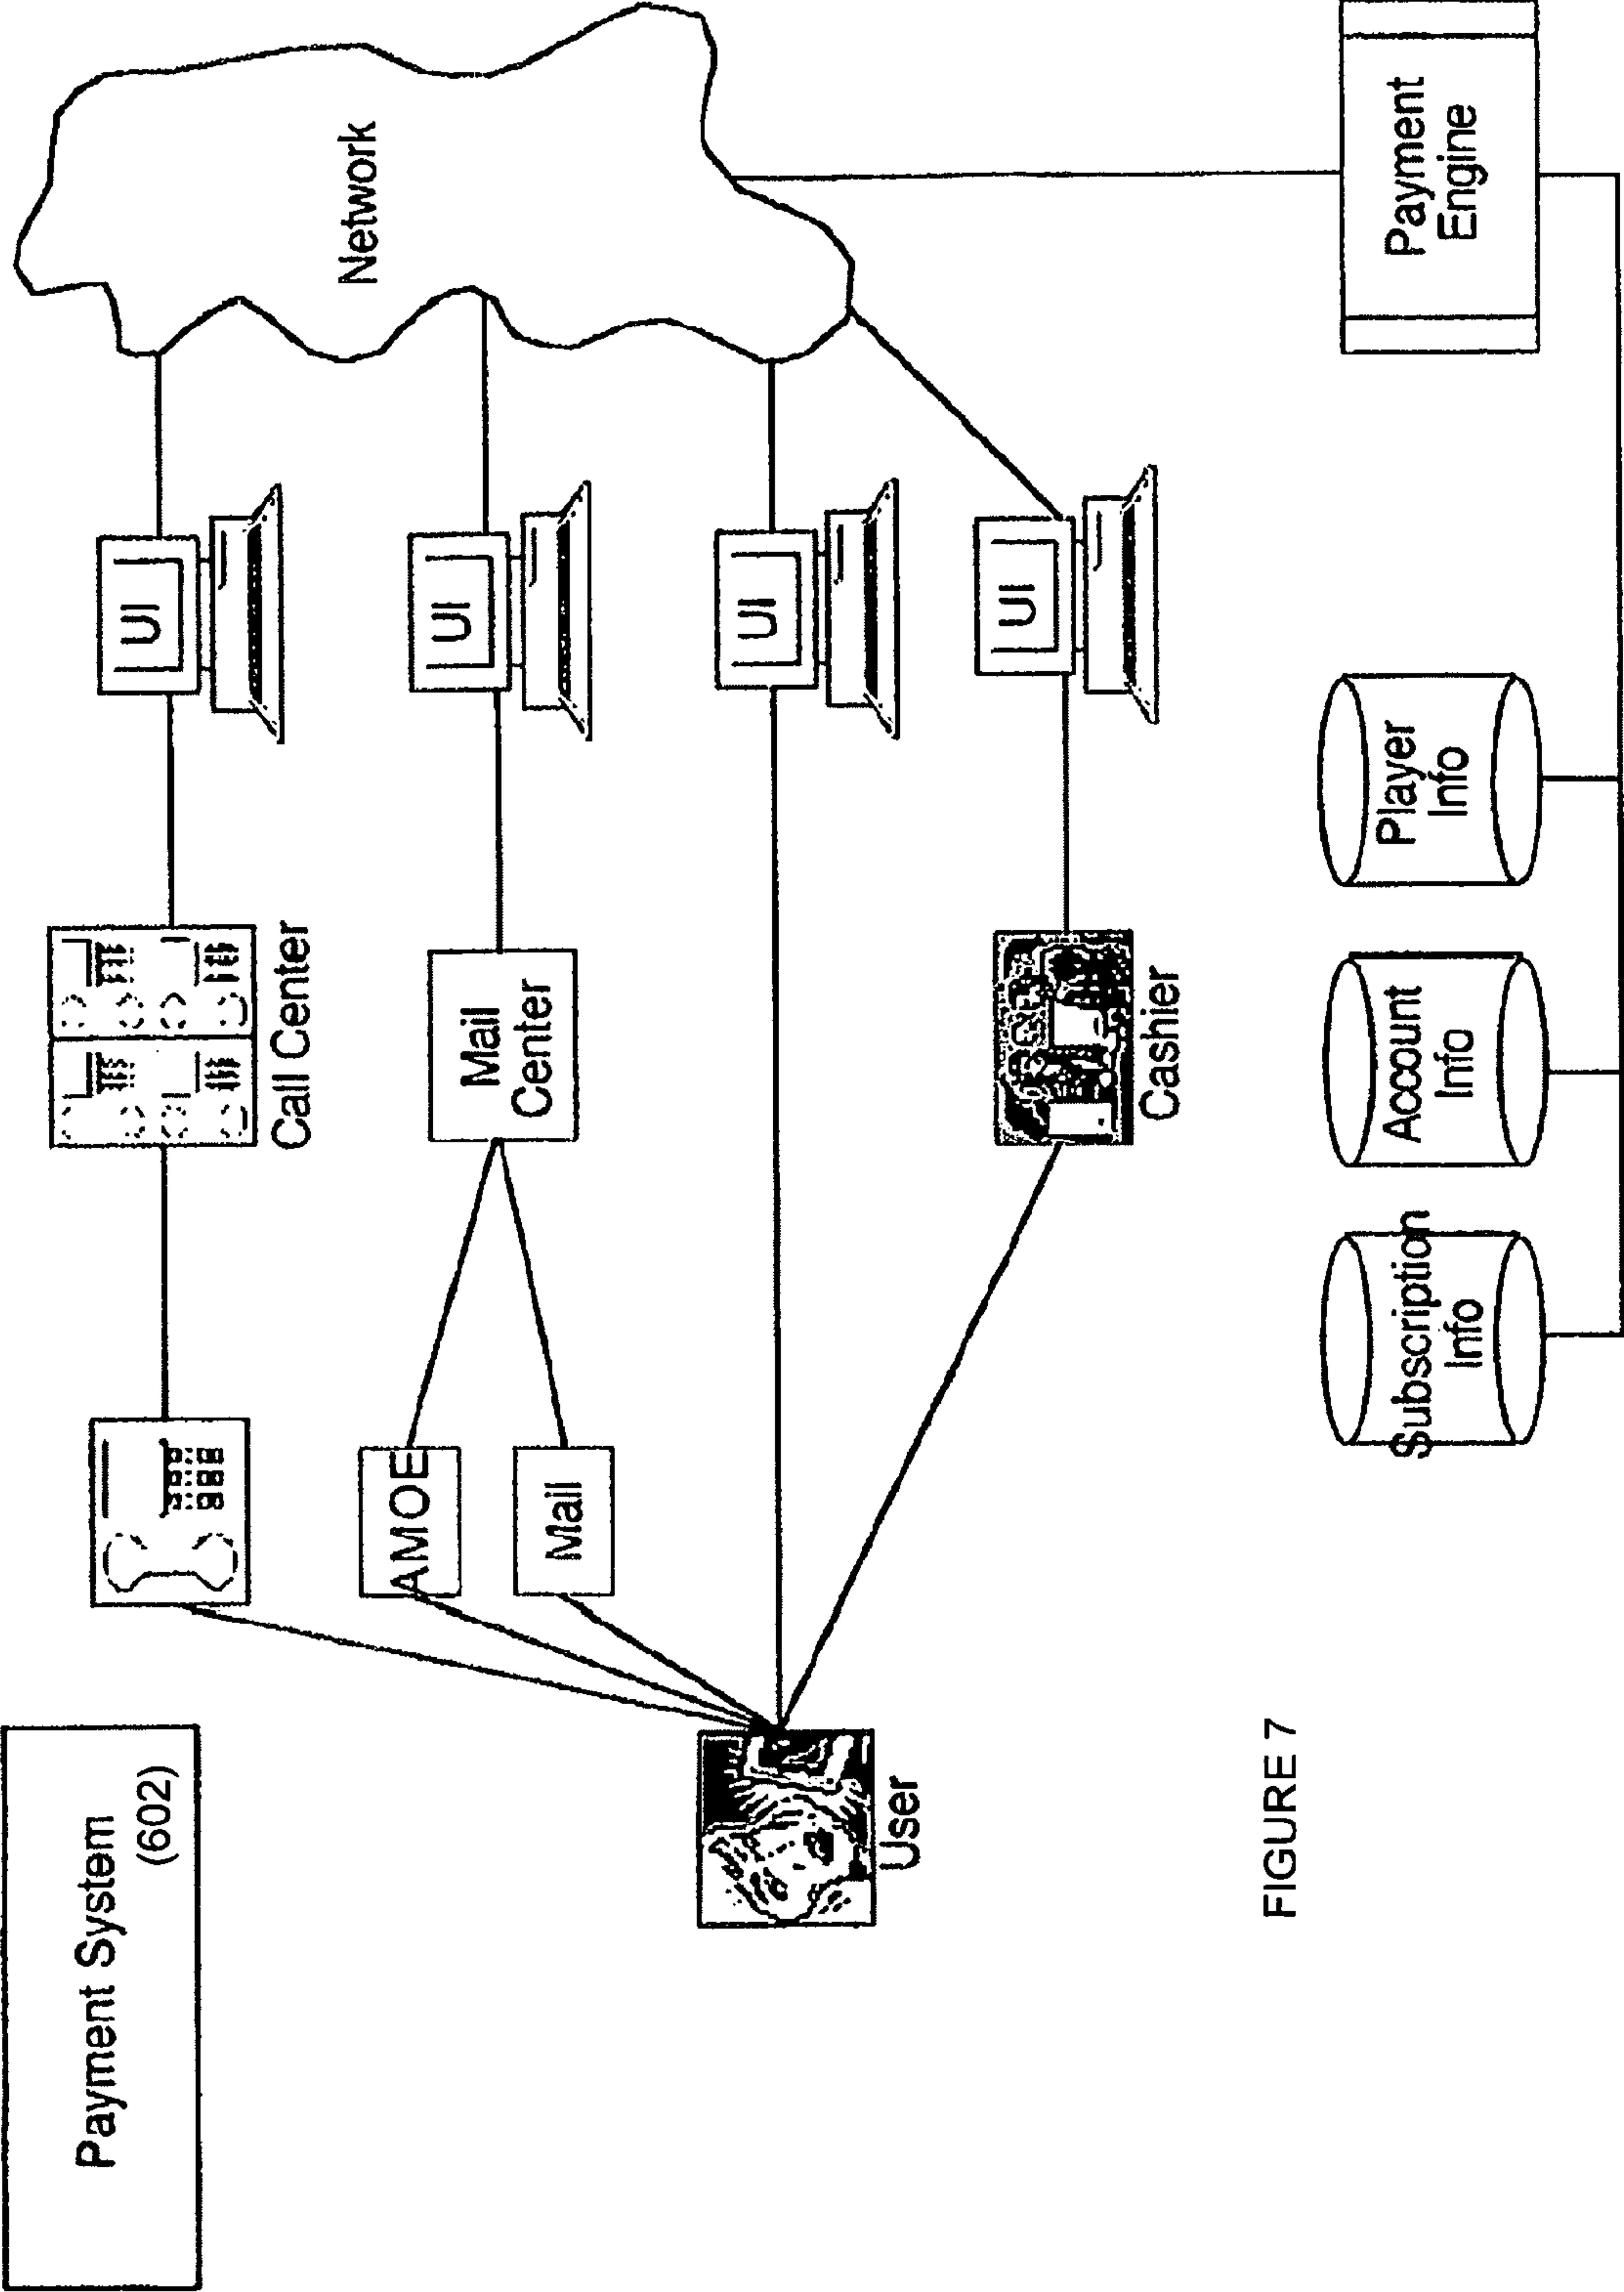 Payment System
(602)
Call Center
UI
Network
AMOE
Mail
Mail
Center
UI
User
UI
Cashier
UI
Subscription
Info
Account
Info
Player
Info
Payment
Engine
FIGURE 7